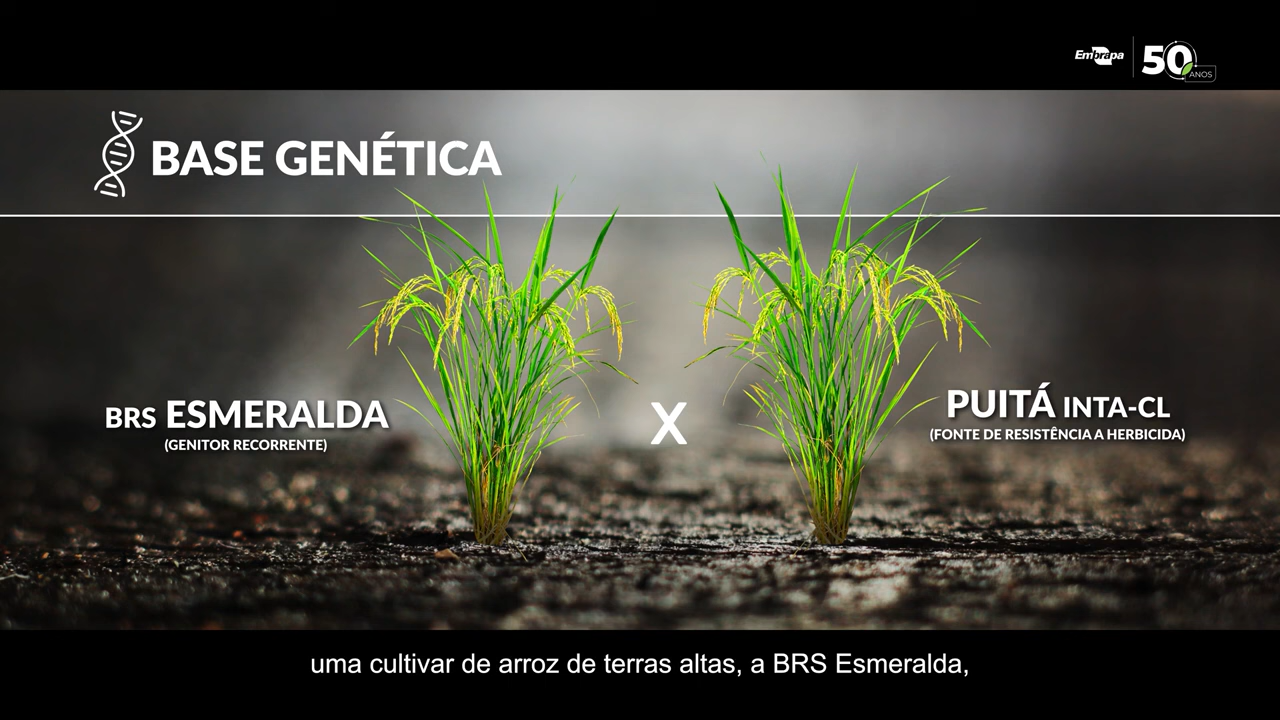 Embrapa
50
ANOS
BASE GENÉTICA
BRS ESMERALDA
(GENITOR RECORRENTE)
X
PUITÁ INTA-CL
(FONTE DE RESISTÊNCIA A HERBICIDA)
uma cultivar de arroz de terras altas, a BRS Esmeralda,